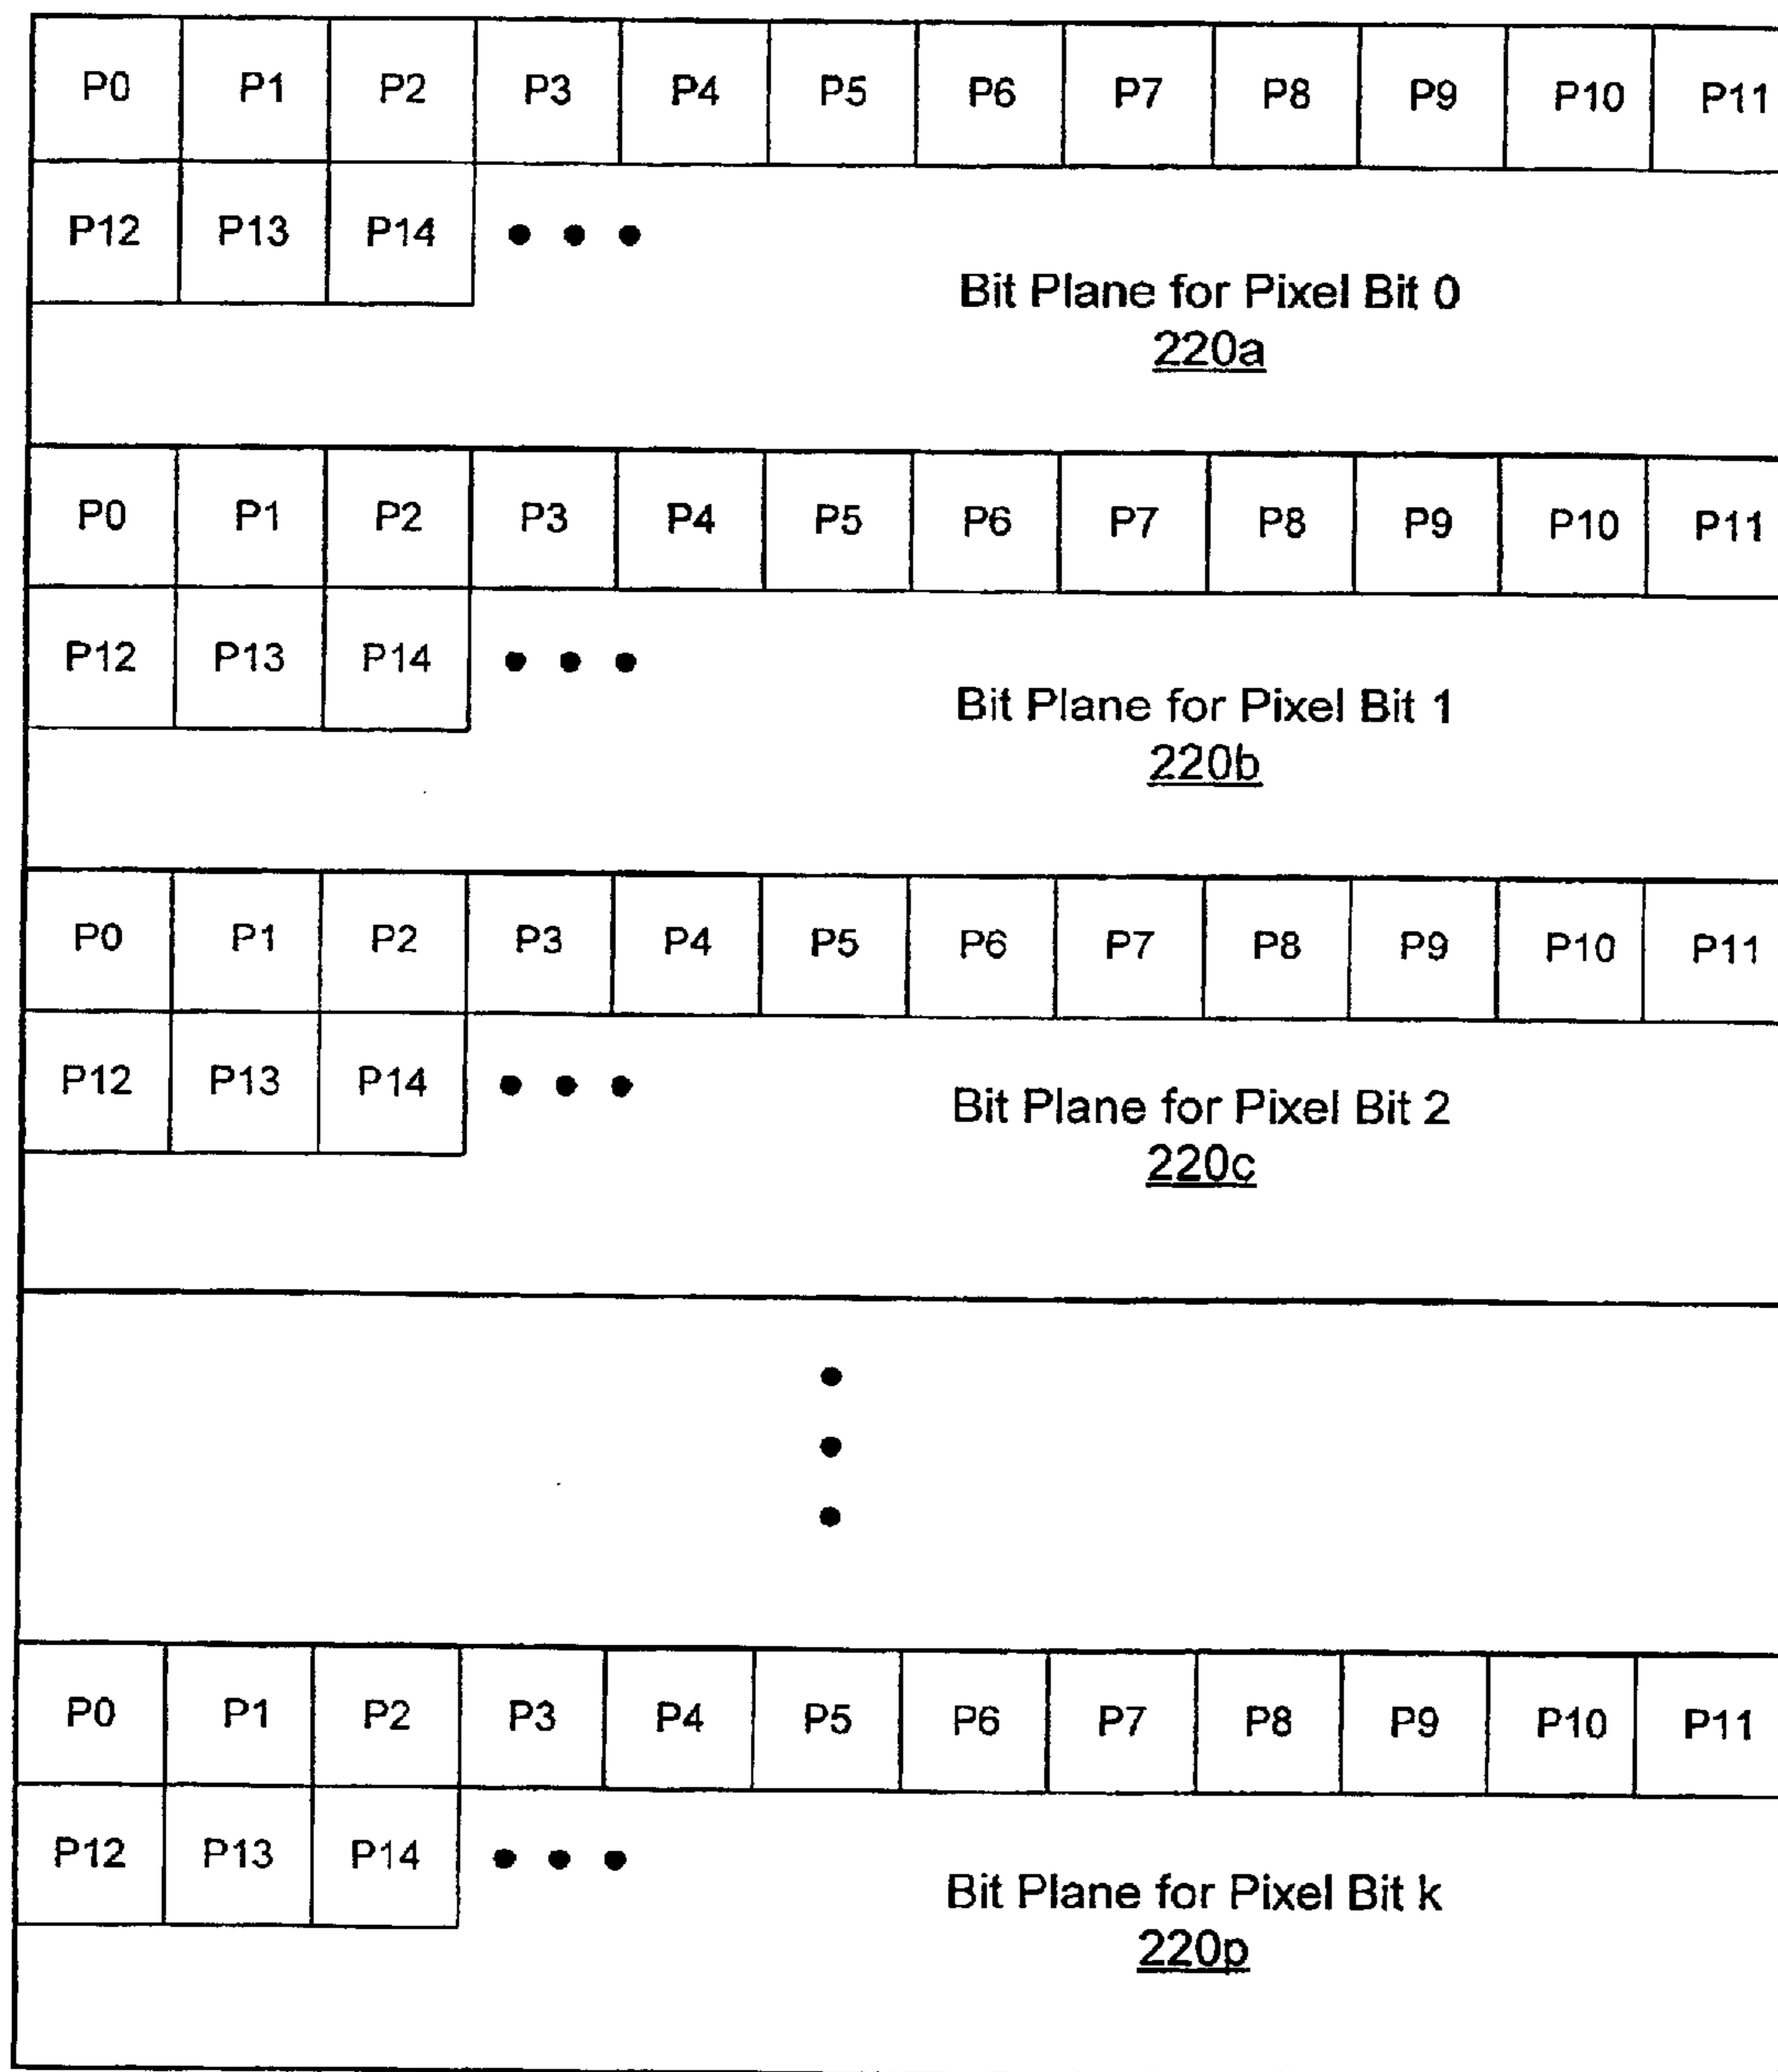 P0 P1 P2 P3 P4 P5 P6 P7 P8 P9 P10 P11
P12 P13 P14 • • •
Bit Plane for Pixel Bit 0
220a
P0 P1 P2 P3 P4 P5 P6 P7 P8 P9 P10 P11
P12 P13 P14 • • •
Bit Plane for Pixel Bit 1
220b
P0 P1 P2 P3 P4 P5 P6 P7 P8 P9 P10 P11
P12 P13 P14 • • •
Bit Plane for Pixel Bit 2
220c
P0 P1 P2 P3 P4 P5 P6 P7 P8 P9 P10 P11
P12 P13 P14 • • •
Bit Plane for Pixel Bit k
220p